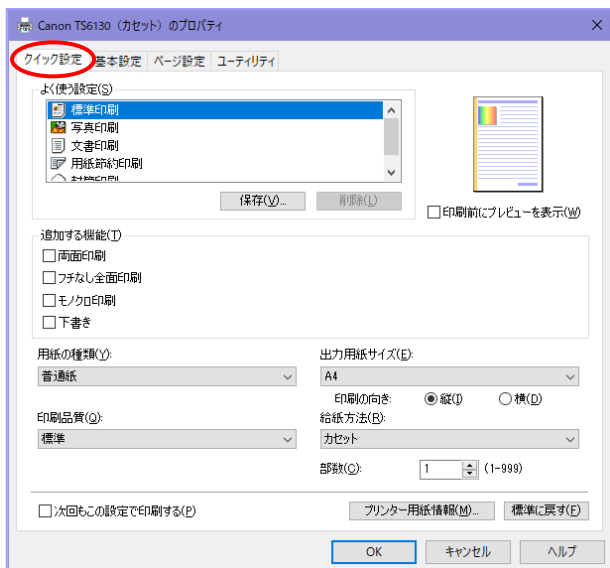 Canon TS6130（カセット）のプロパティ
クイック設定 基本設定 ページ設定 ユーティリティ
よく使う設定(S)
標準印刷
写真印刷
文書印刷
用紙節約印刷
封筒印刷
保存(V)... 削除(L)
印刷前にプレビューを表示(W)
追加する機能(T)
両面印刷
フチなし全面印刷
モノクロ印刷
下書き
用紙の種類(Y): 出力用紙サイズ(E):
普通紙 A4
印刷の向き: 縦(I) 横(D)
印刷品質(Q): 給紙方法(R):
標準 カセット
部数(C): 1 (1-999)
次回もこの設定で印刷する(P) プリンター用紙情報(M)... 標準に戻す(F)
OK キャンセル ヘルプ